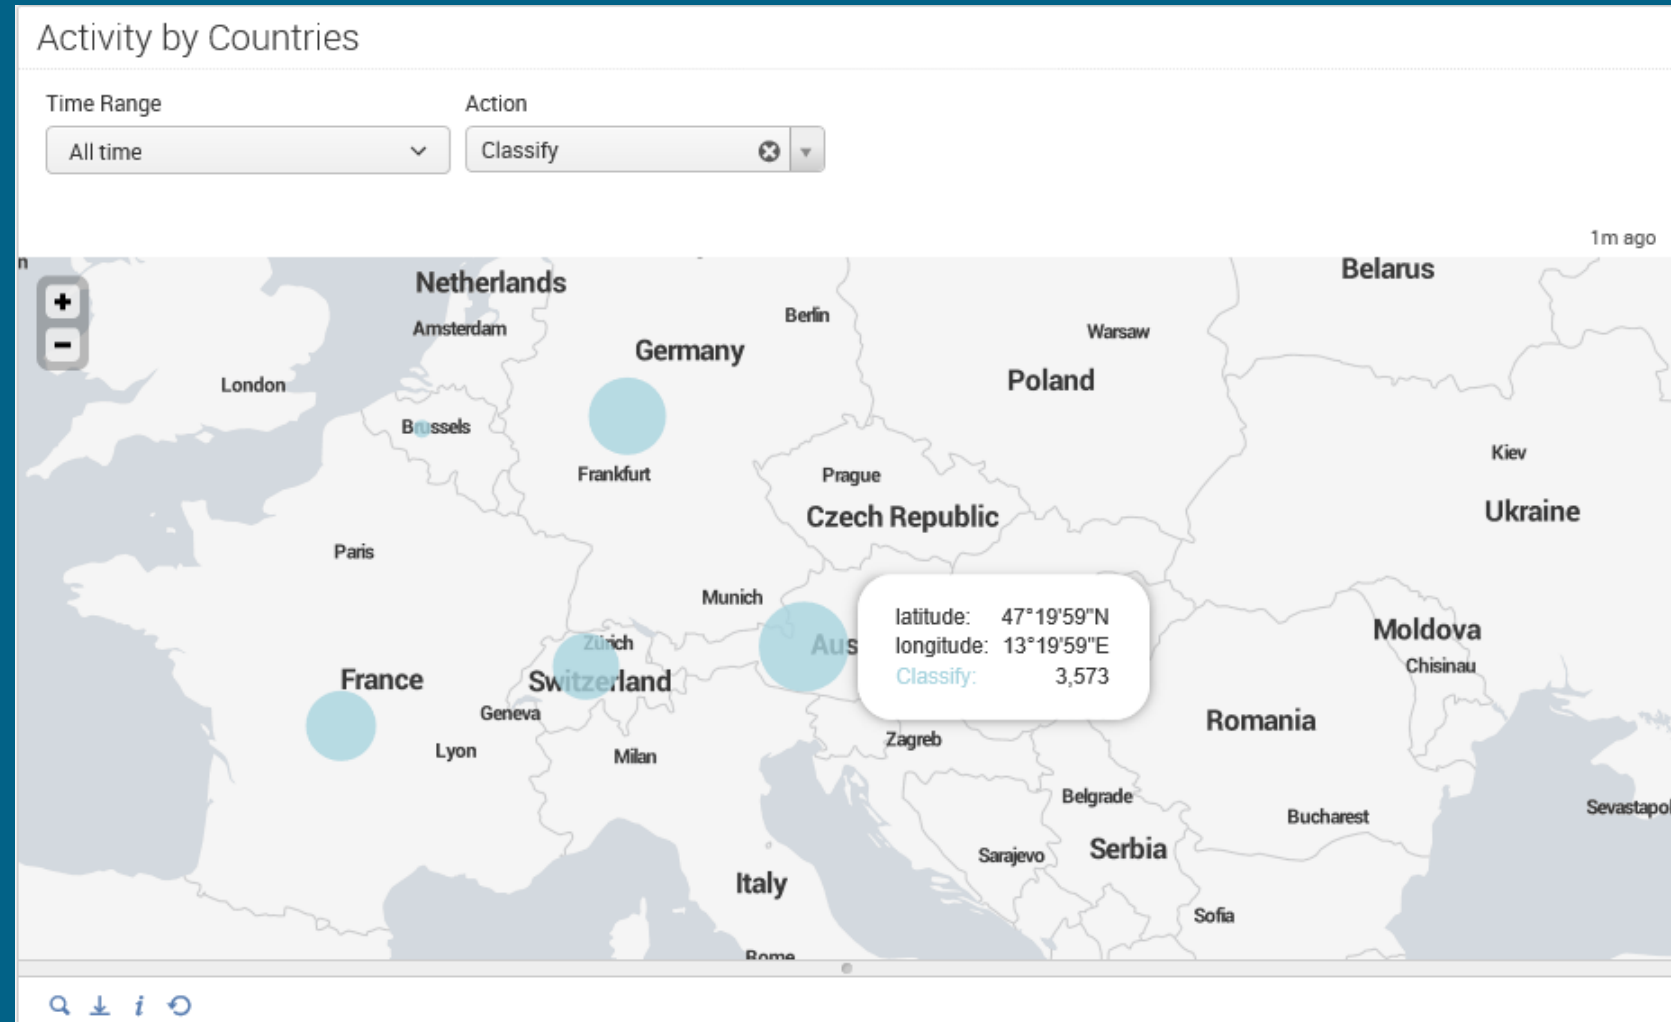 Activity by Countries
Time Range
Action
All time
Classify
1m ago
n
Netherlands
Belarus
Amsterdam
Berlin
Warsaw
Germany
London
Poland
Brussels
Kiev
Frankfurt
Prague
Czech Republic
Ukraine
Paris
Munich
latitude: 47°19'59"N
longitude: 13°19'59"E
Classify: 3,573
Aus
Moldova
Chisinau
Zürich
France
Switzerland
Geneva
Romania
Zagreb
Lyon
Milan
Belgrade
Sevastapol
Bucharest
Sarajevo
Serbia
Italy
Sofia
Rome
i